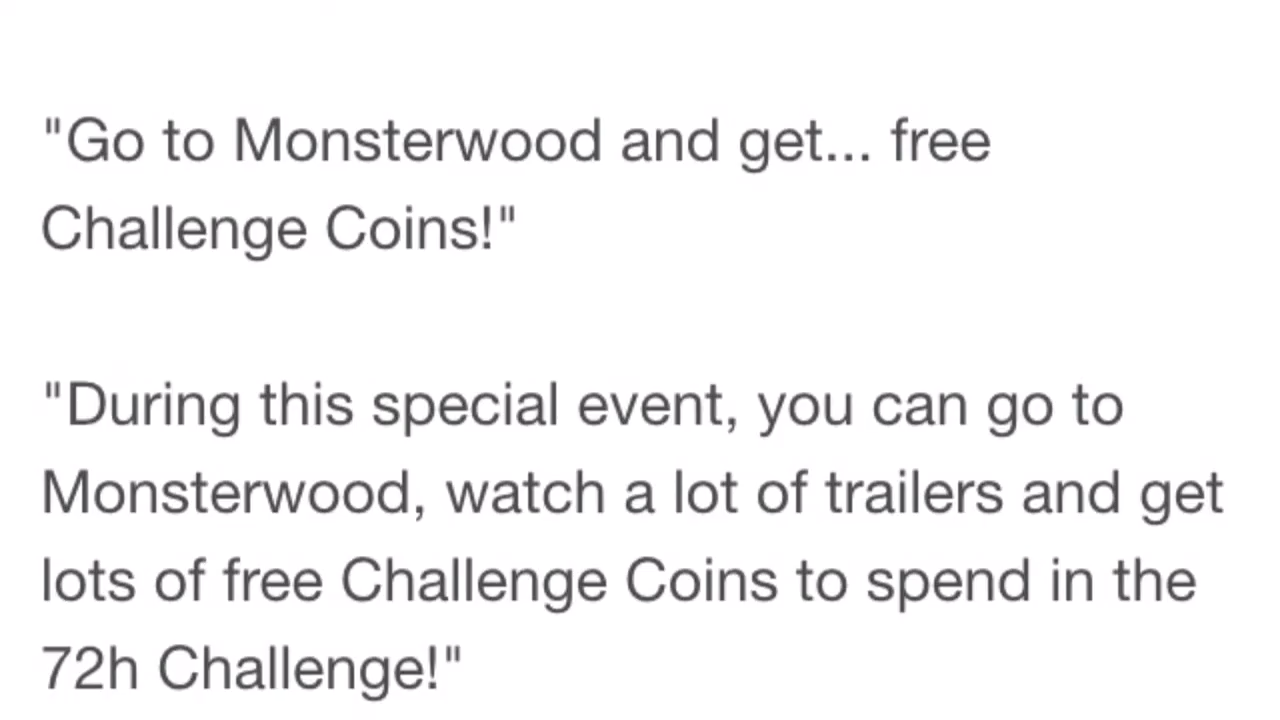 "Go to Monsterwood and get... free
Challenge Coins!"
"During this special event, you can go to
Monsterwood, watch a lot of trailers and get
lots of free Challenge Coins to spend in the
72h Challenge!"